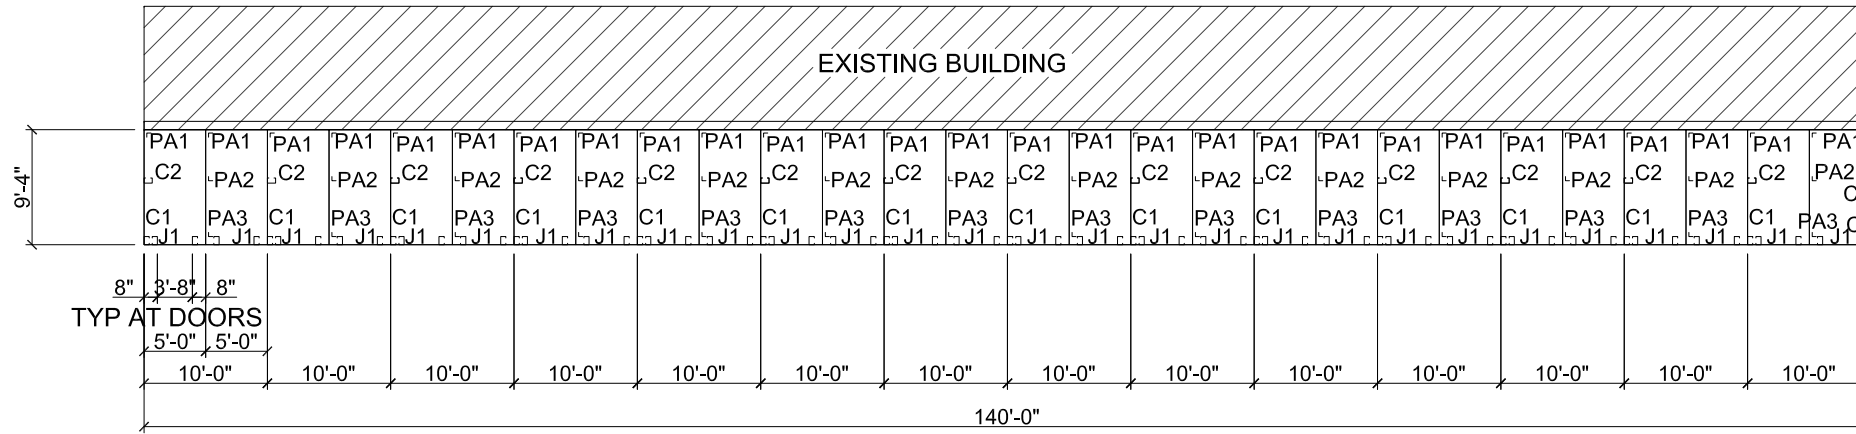 EXISTING BUILDING
PA1 PA1 PA1 PA1 PA1 PA1 PA1 PA1 PA1 PA1 PA1 PA1 PA1 PA1 PA1 PA1 PA1 PA1 PA1 PA1 PA1 PA1 PA1 PA1 PA1 PA1 PA1 PA1
C2 PA2 C2 PA2 C2 PA2 C2 PA2 C2 PA2 C2 PA2 C2 PA2 C2 PA2 C2 PA2 C2 PA2 C2 PA2 C2 PA2 C2 PA2 C2 PA2
9'-4"
C1 PA3 C1 PA3 C1 PA3 C1 PA3 C1 PA3 C1 PA3 C1 PA3 C1 PA3 C1 PA3 C1 PA3 C1 PA3 C1 PA3 C1 PA3 C1 PA3
J1 J1 J1 J1 J1 J1 J1 J1 J1 J1 J1 J1 J1 J1 J1 J1 J1 J1 J1 J1 J1 J1 J1 J1 J1 J1 J1 J1
8" 3'-8" 8"
TYP AT DOORS
5'-0" 5'-0"
10'-0" 10'-0" 10'-0" 10'-0" 10'-0" 10'-0" 10'-0" 10'-0" 10'-0" 10'-0" 10'-0" 10'-0" 10'-0" 10'-0"
140'-0"